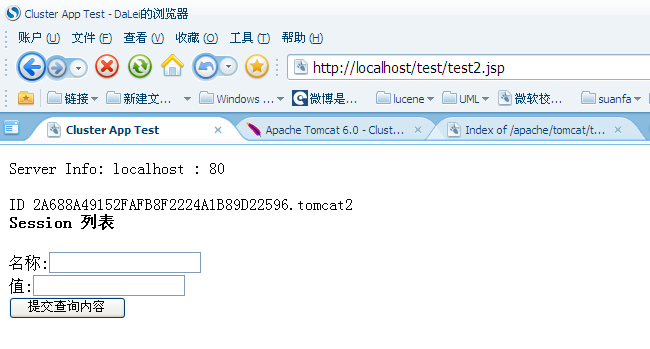 Cluster App Test - DaLei的浏览器
账户(U) 文件(F) 查看(V) 收藏(O) 工具(T) 帮助(H)
http://localhost/test/test2.jsp
链接 新建文... Windows ... 微博是... lucene UML 微软校... suanfa
Cluster App Test Apache Tomcat 6.0 - Clust... Index of /apache/tomcat/t...
Server Info: localhost : 80
ID 2A688A49152FAFB8F2224A1B89D22596.tomcat2
Session 列表
名称:
值:
提交查询内容